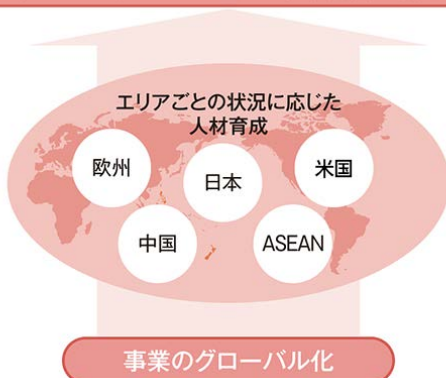 エリアごとの状況に応じた
人材育成
欧州
日本
米国
中国
ASEAN
事業のグローバル化